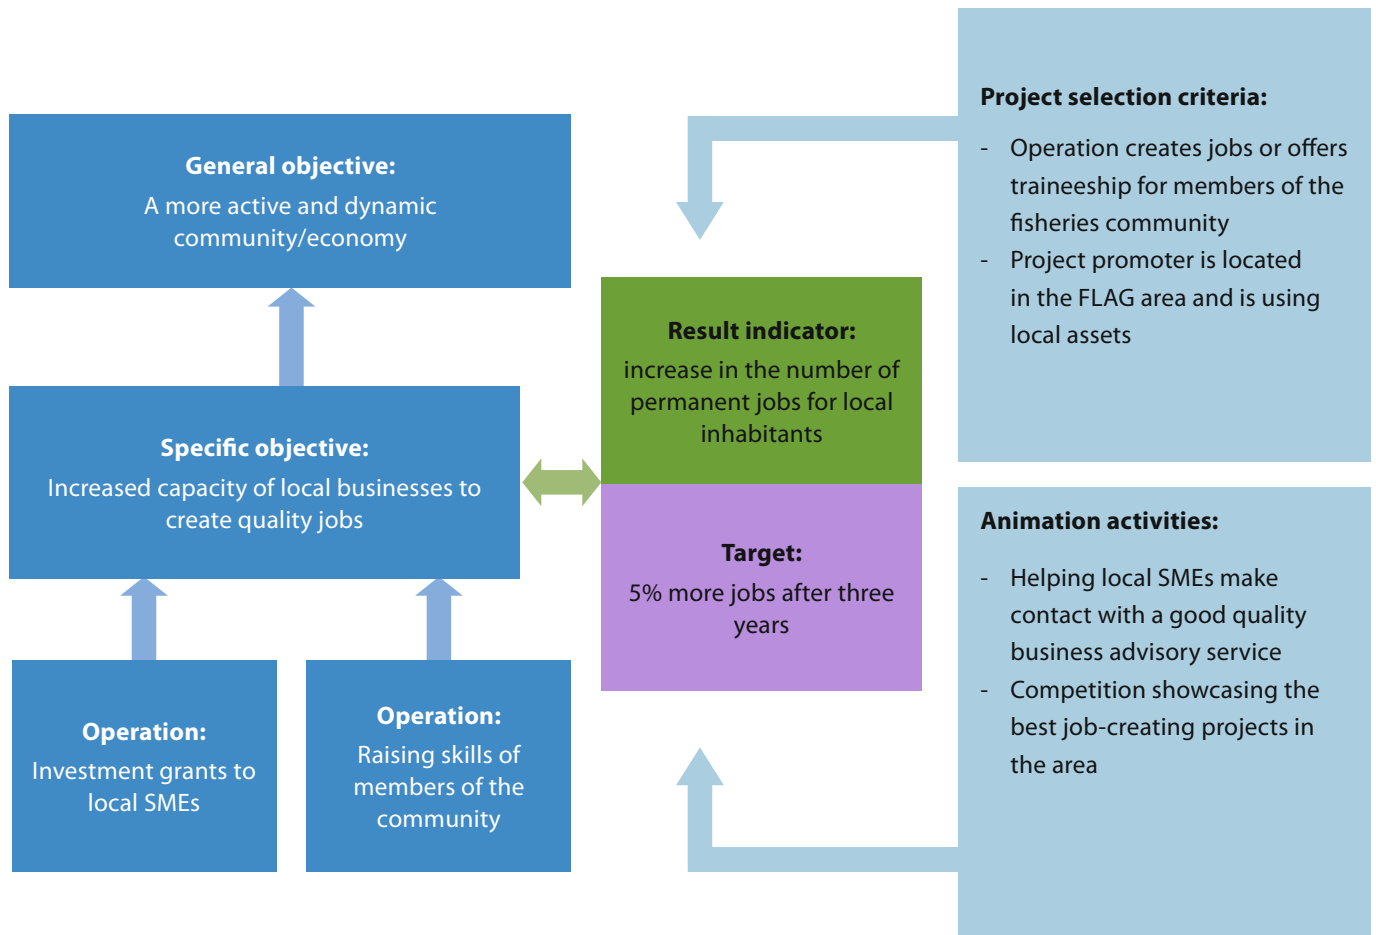 General objective:
A more active and dynamic
community/economy
Specific objective:
Increased capacity of local businesses to
create quality jobs
Operation:
Investment grants to
local SMEs
Operation:
Raising skills of
members of the
community
Result indicator:
increase in the number of
permanent jobs for local
inhabitants
Target:
5% more jobs after three
years
Project selection criteria:
- Operation creates jobs or offers
traineeship for members of the
fisheries community
- Project promoter is located
in the FLAG area and is using
local assets
Animation activities:
- Helping local SMEs make
contact with a good quality
business advisory service
- Competition showcasing the
best job-creating projects in
the area